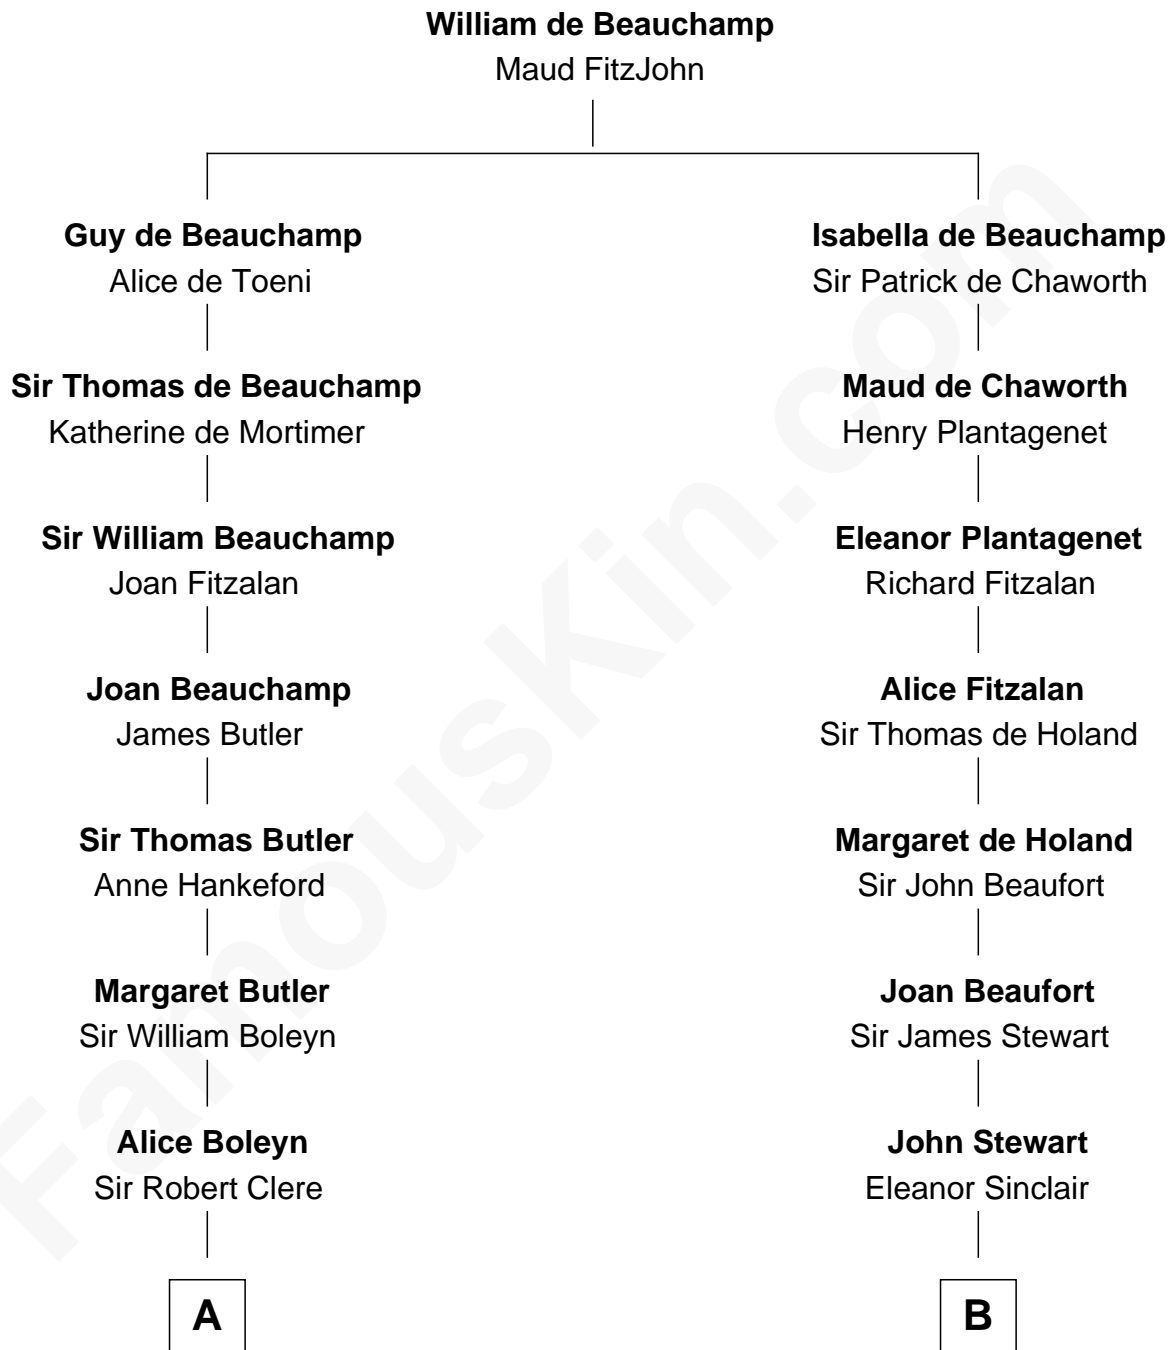 William de Beauchamp
Maud FitzJohn
Guy de Beauchamp
Alice de Toeni
Isabella de Beauchamp
Sir Patrick de Chaworth
Sir Thomas de Beauchamp
Katherine de Mortimer
Maud de Chaworth
Henry Plantagenet
Sir William Beauchamp
Joan Fitzalan
Eleanor Plantagenet
Richard Fitzalan
Joan Beauchamp
James Butler
Alice Fitzalan
Sir Thomas de Holand
Sir Thomas Butler
Anne Hankeford
Margaret de Holand
Sir John Beaufort
Margaret Butler
Sir William Boleyn
Joan Beaufort
Sir James Stewart
Alice Boleyn
Sir Robert Clere
John Stewart
Eleanor Sinclair
A
B
FamousKin.com